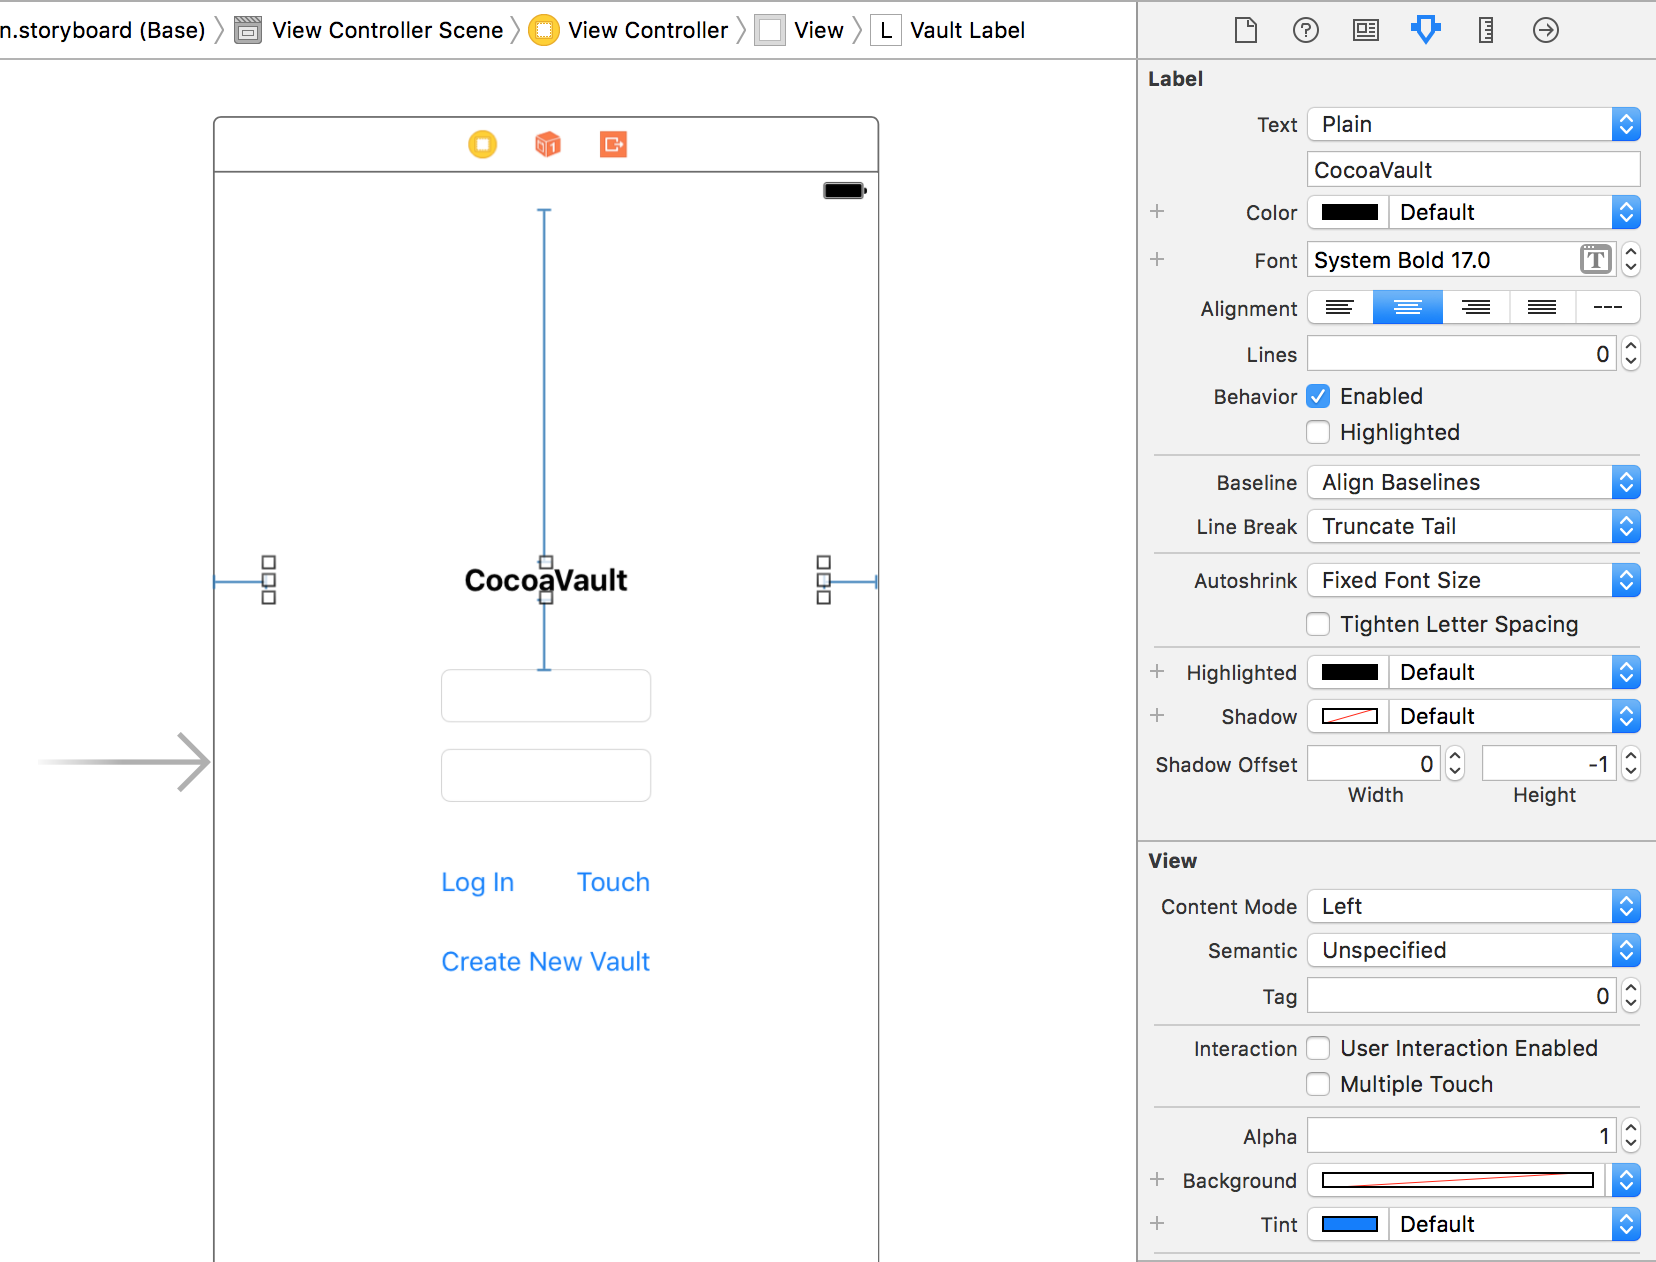 n.storyboard (Base) View Controller Scene View Controller View L Vault Label
CocoaVault
Log In Touch
Create New Vault
Label
Text Plain
CocoaVault
Color Default
Font System Bold 17.0 T
Alignment ---
Lines 0
Behavior Enabled
Highlighted
Baseline Align Baselines
Line Break Truncate Tail
Autoshrink Fixed Font Size
Tighten Letter Spacing
Highlighted Default
Shadow Default
Shadow Offset 0 -1
Width Height
View
Content Mode Left
Semantic Unspecified
Tag 0
Interaction User Interaction Enabled
Multiple Touch
Alpha 1
Background
Tint Default